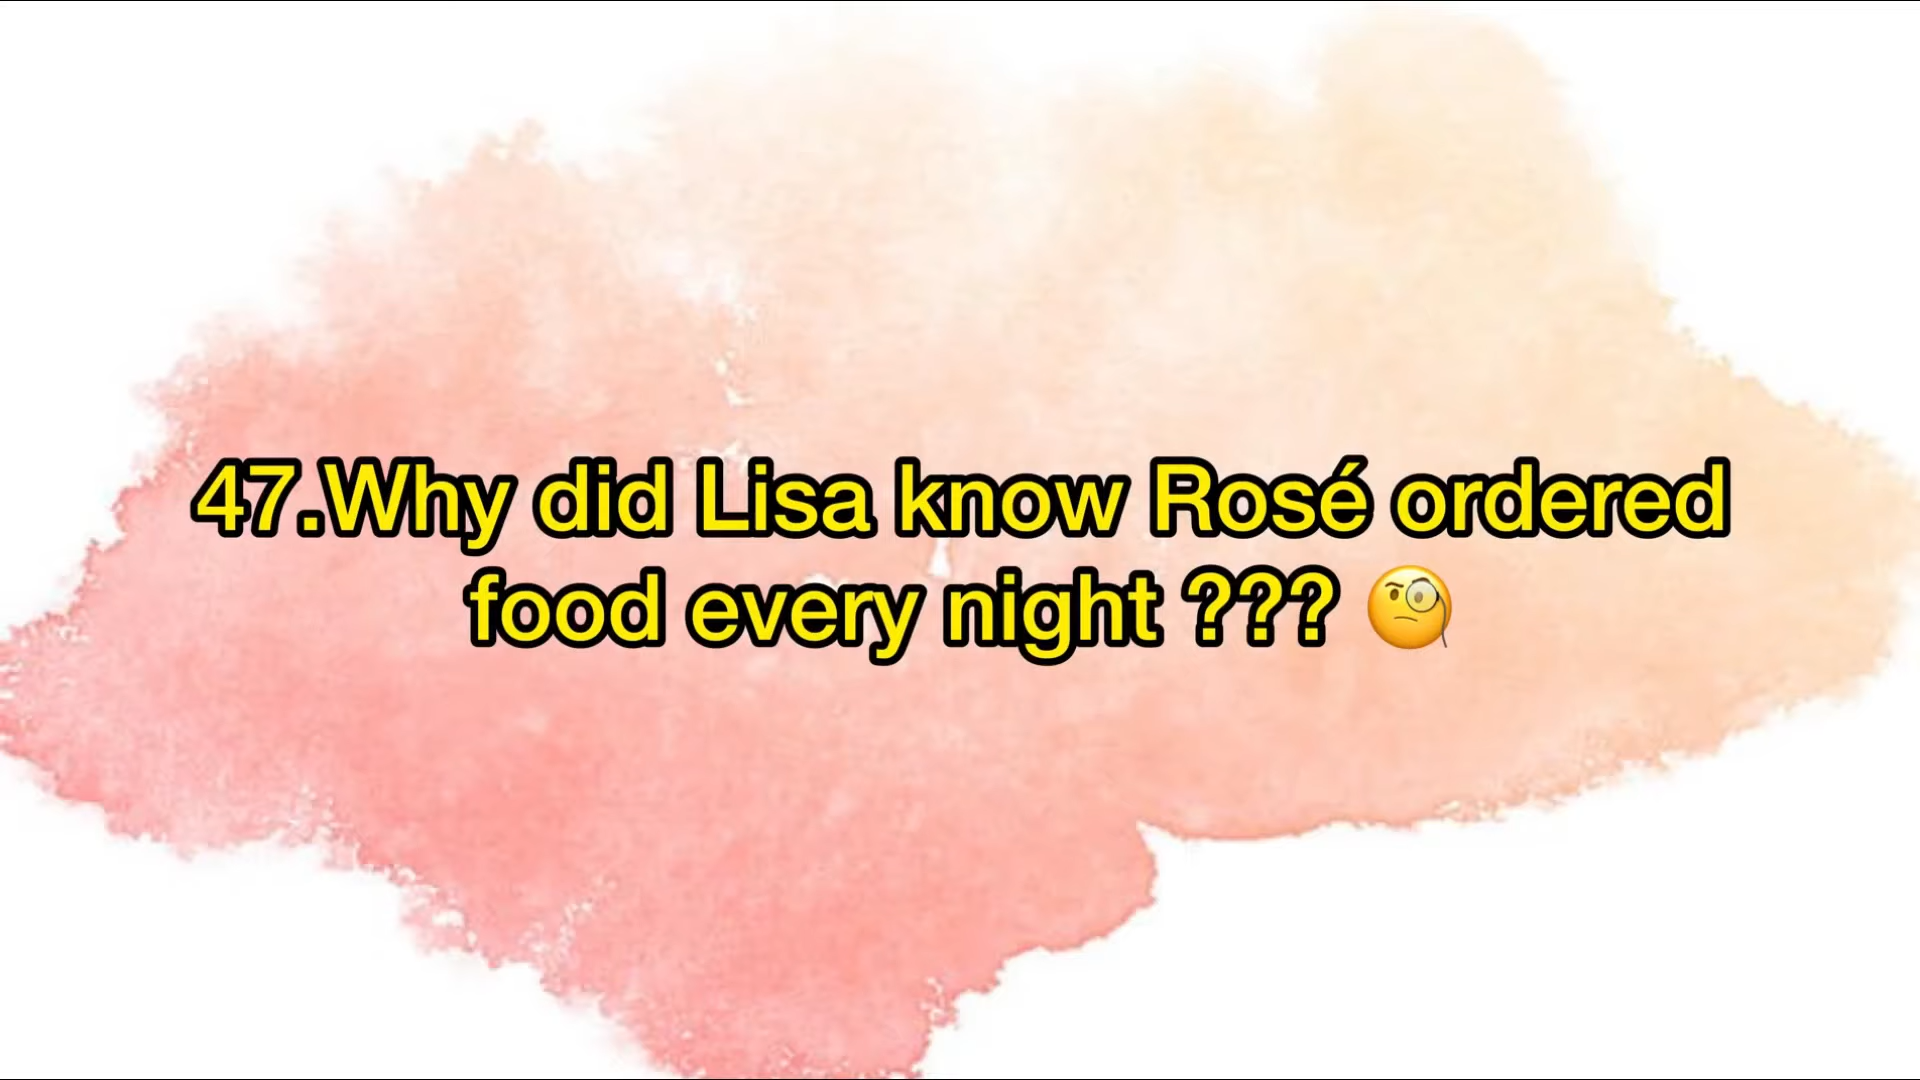 47.Why did Lisa know Rosé ordered
food every night ??? 🧐